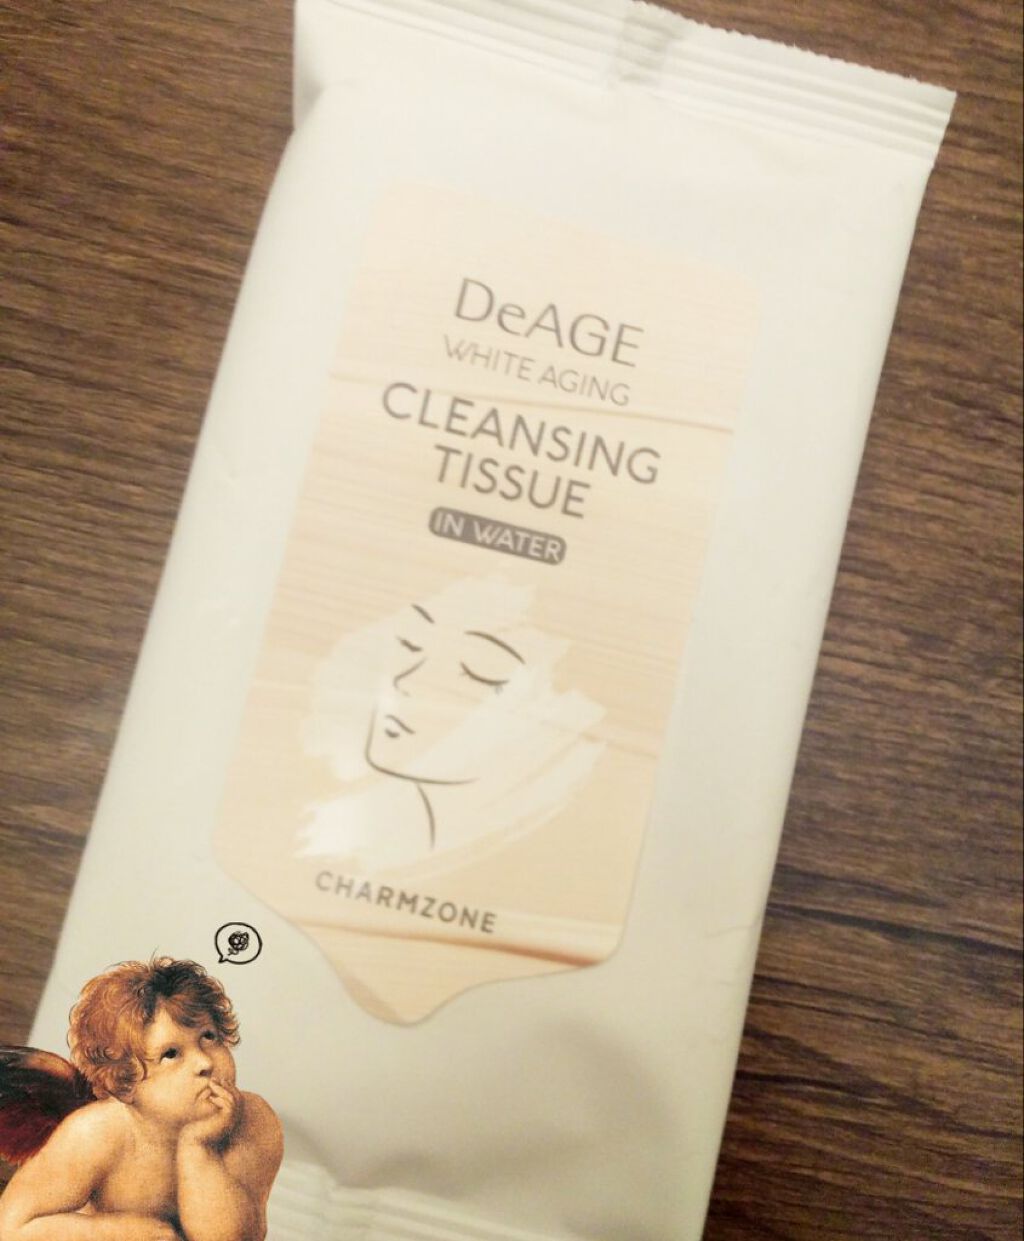 DeAGE
WHITE AGING
CLEANSING
TISSUE
IN WATER
CHARMZONE